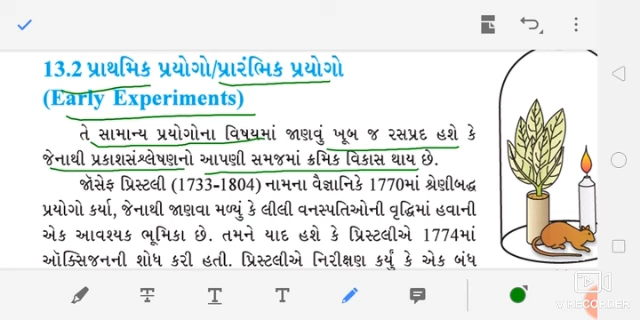 13.2 પ્રાથમિક પ્રયોગો/પ્રારંભિક પ્રયોગો
(Early Experiments)
તે સામાન્ય પ્રયોગોના વિષયમાં જાણવું ખૂબ જ રસપ્રદ હશે કે
જેનાથી પ્રકાશસંશ્લેષણનો આપણી સમજમાં ક્રમિક વિકાસ થાય છે.
જૉસેફ પ્રિસ્ટલી (1733-1804) નામના વૈજ્ઞાનિકે 1770માં શ્રેણીબદ્ધ
પ્રયોગો કર્યા, જેનાથી જાણવા મળ્યું કે લીલી વનસ્પતિઓની વૃદ્ધિમાં હવાની
એક આવશ્યક ભૂમિકા છે. તમને યાદ હશે કે પ્રિસ્ટલીએ 1774માં
ઑક્સિજનની શોધ કરી હતી. પ્રિસ્ટલીએ નિરીક્ષણ કર્યું કે એક બંધ
RECORDER